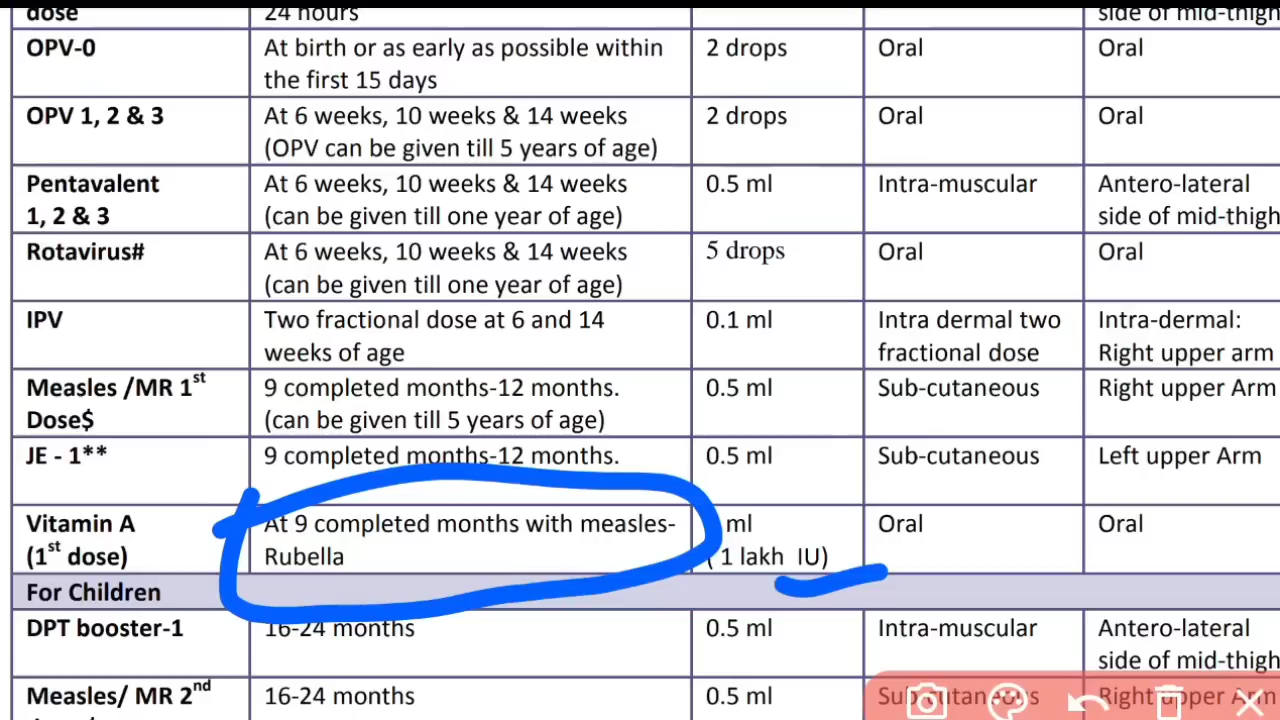 dose 24 hours side of mid-thigh
OPV-0 At birth or as early as possible within 2 drops Oral Oral
the first 15 days
OPV 1, 2 & 3 At 6 weeks, 10 weeks & 14 weeks 2 drops Oral Oral
(OPV can be given till 5 years of age)
Pentavalent At 6 weeks, 10 weeks & 14 weeks 0.5 ml Intra-muscular Antero-lateral
1, 2 & 3 (can be given till one year of age) side of mid-thigh
Rotavirus# At 6 weeks, 10 weeks & 14 weeks 5 drops Oral Oral
(can be given till one year of age)
IPV Two fractional dose at 6 and 14 0.1 ml Intra dermal two Intra-dermal:
weeks of age fractional dose Right upper arm
Measles /MR 1st 9 completed months-12 months. 0.5 ml Sub-cutaneous Right upper Arm
Dose$ (can be given till 5 years of age)
JE - 1** 9 completed months-12 months. 0.5 ml Sub-cutaneous Left upper Arm
Vitamin A At 9 completed months with measles- ml Oral Oral
(1st dose) Rubella ( 1 lakh IU)
For Children
DPT booster-1 16-24 months 0.5 ml Intra-muscular Antero-lateral
side of mid-thigh
Measles/ MR 2nd 16-24 months 0.5 ml Sub-cutaneous Right upper Arm